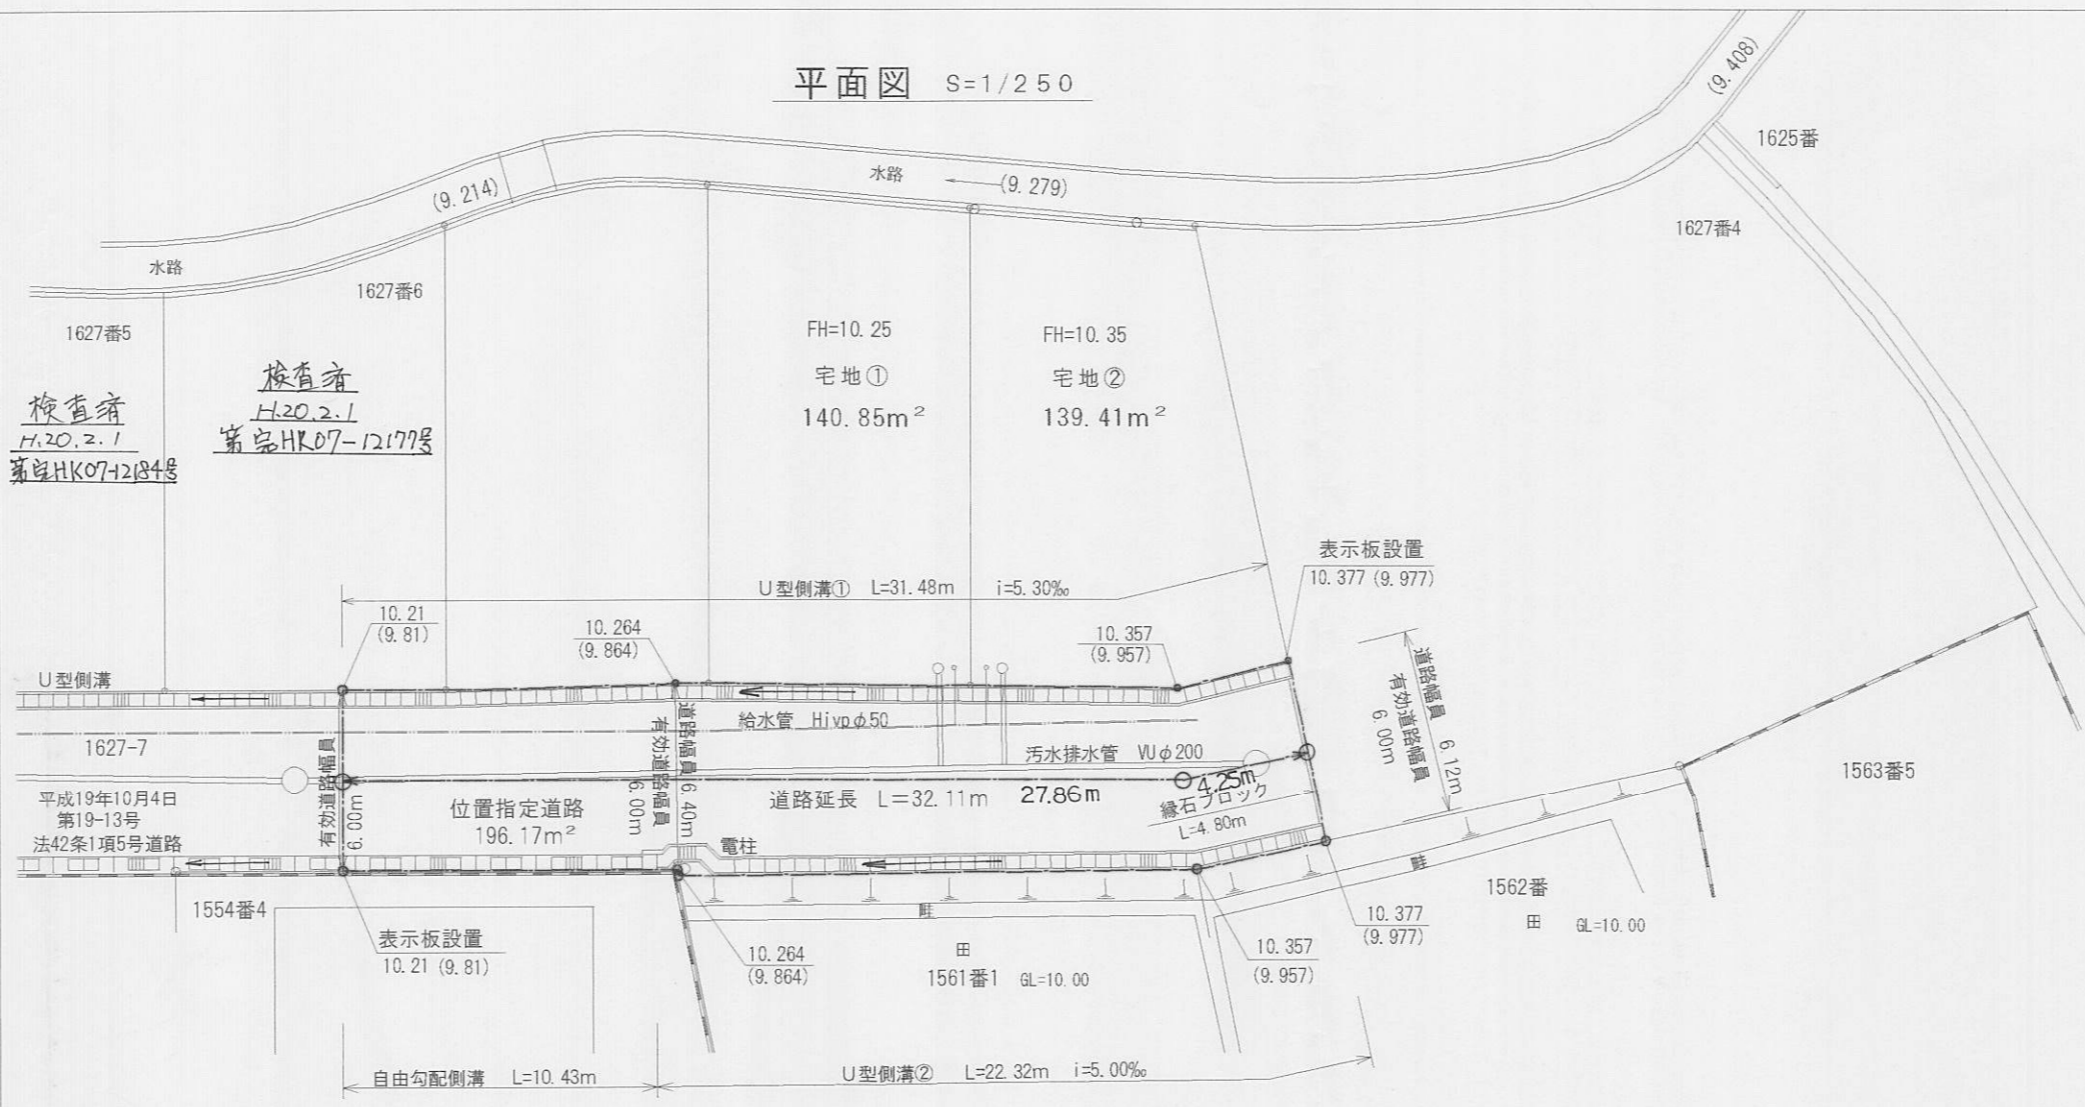 平面図 S=1/250
(9.408)
1625番
水路
(9.279)
(9.214)
1627番4
水路
1627番6
1627番5
FH=10.25
宅地①
140.85m²
FH=10.35
宅地②
139.41m²
検査済
H.20.2.1
第完HK07-12177号
検査済
H.20.2.1
第完HK07-12184号
表示板設置
10.377 (9.977)
U型側溝① L=31.48m i=5.30‰
10.21
(9.81)
10.264
(9.864)
10.357
(9.957)
U型側溝
道路幅員 6.12m
有効道路幅員
6.00m
給水管 Hivpφ50
道路幅員6.40m
有効道路幅員
6.00m
1627-7
有効道路幅員
6.00m
汚水排水管 VUφ200
1563番5
平成19年10月4日
第19-13号
法42条1項5号道路
位置指定道路
196.17m²
道路延長 L=32.11m 27.86m
4.25m
縁石ブロック
L=4.80m
電柱
畦
1562番
田 GL=10.00
1554番4
畦
10.377
(9.977)
表示板設置
10.21 (9.81)
10.264
(9.864)
田
1561番1 GL=10.00
10.357
(9.957)
自由勾配側溝 L=10.43m
U型側溝② L=22.32m i=5.00‰